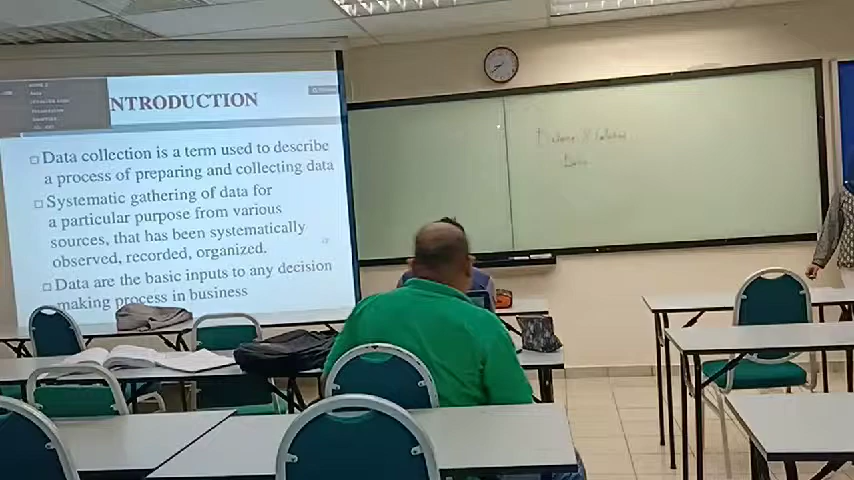 INTRODUCTION
Data collection is a term used to describe
a process of preparing and collecting data
Systematic gathering of data for
a particular purpose from various
sources, that has been systematically
observed, recorded, organized.
Data are the basic inputs to any decision
making process in business